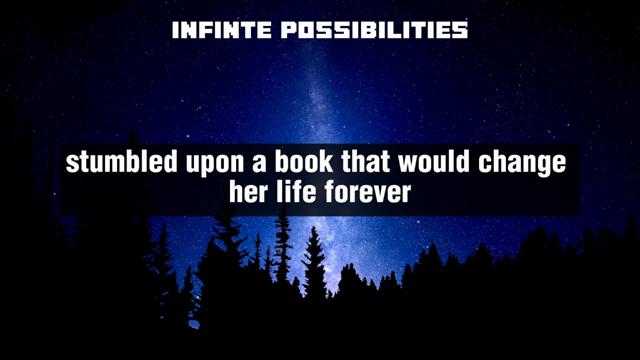 INFINTE POSSIBILITIES
stumbled upon a book that would change
her life forever